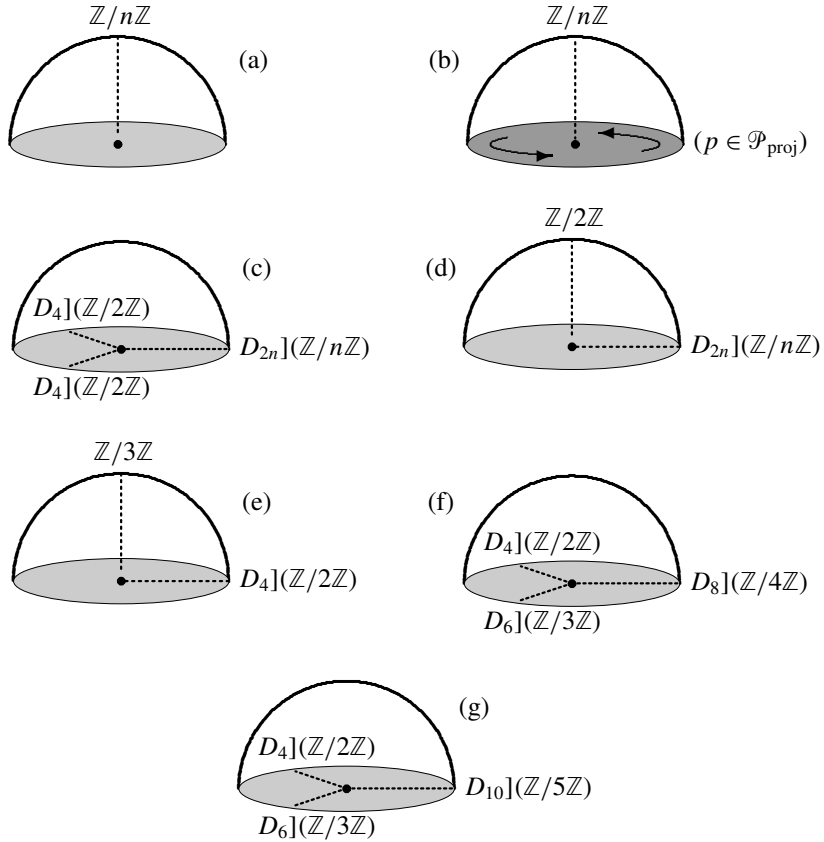 ℤ/nℤ
(a)
ℤ/nℤ
(b)
(p ∈ 𝒫proj)
(c)
D₄](ℤ/2ℤ)
D₂ₙ](ℤ/nℤ)
D₄](ℤ/2ℤ)
ℤ/2ℤ
(d)
D₂ₙ](ℤ/nℤ)
ℤ/3ℤ
(e)
D₄](ℤ/2ℤ)
(f)
D₄](ℤ/2ℤ)
D₈](ℤ/4ℤ)
D₆](ℤ/3ℤ)
(g)
D₄](ℤ/2ℤ)
D₁₀](ℤ/5ℤ)
D₆](ℤ/3ℤ)